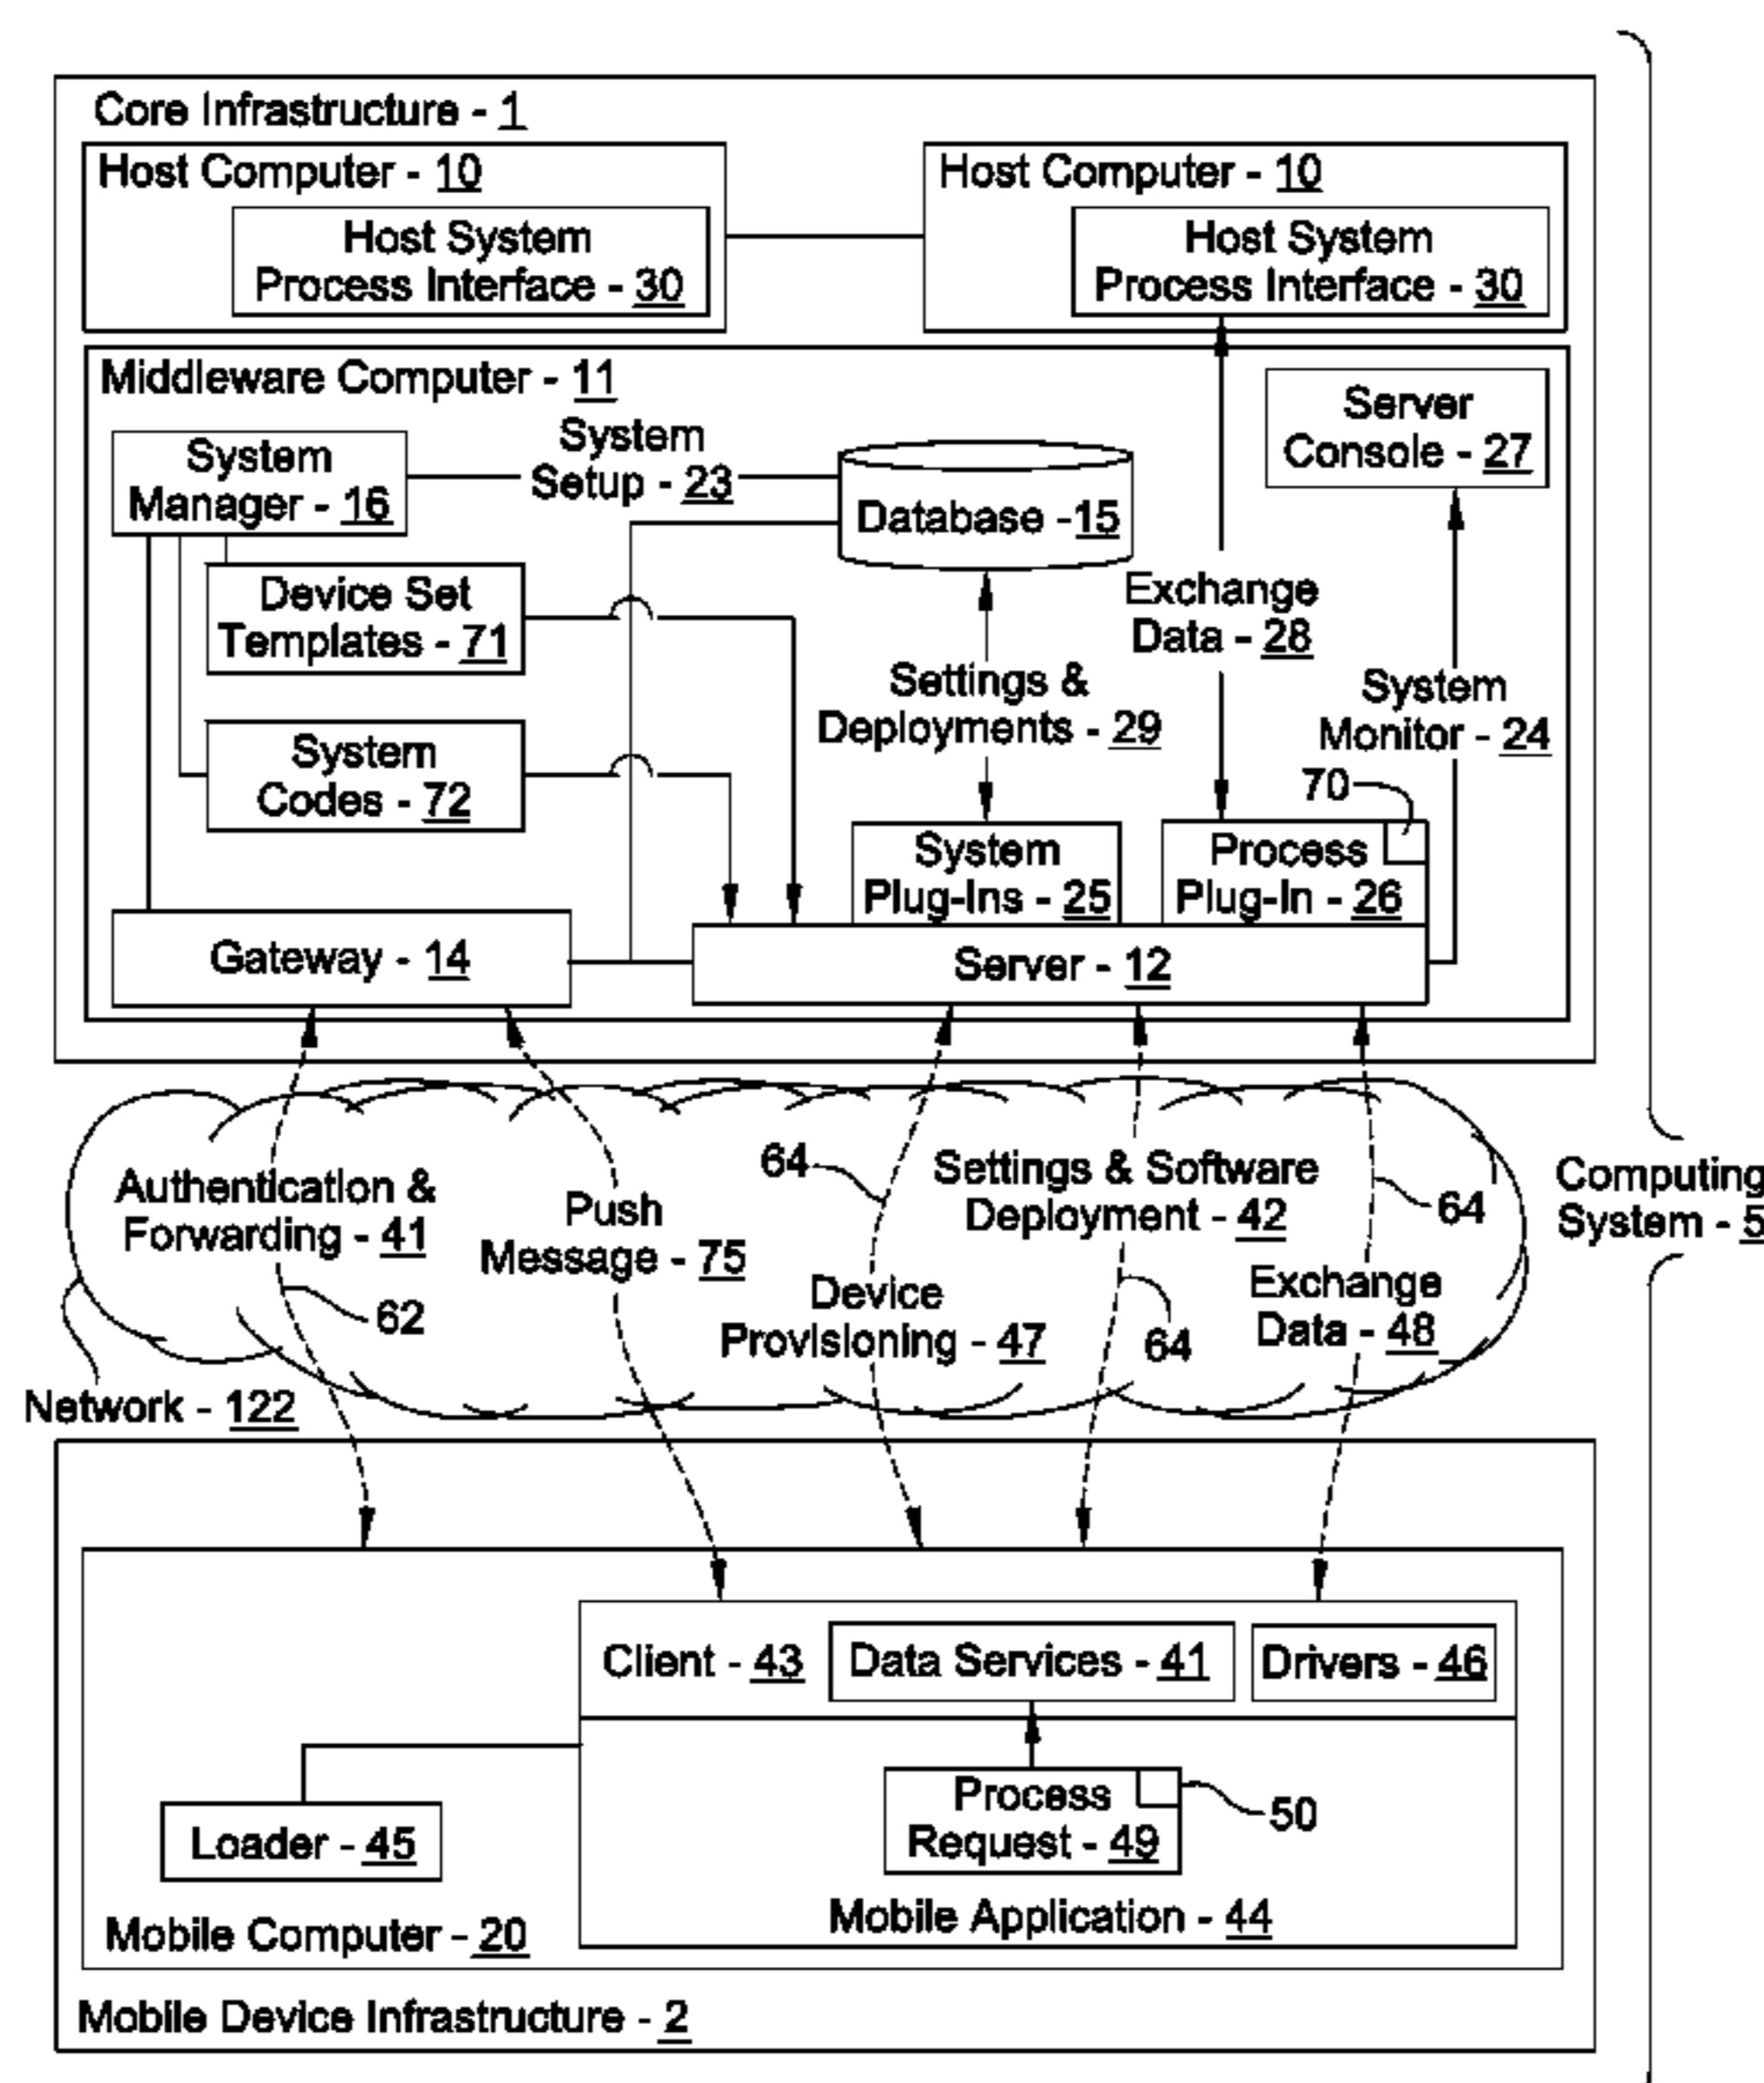 Core Infrastructure - 1
Host Computer - 10
Host System
Process Interface - 30
Host Computer - 10
Host System
Process Interface - 30
Middleware Computer - 11
System
Manager - 16
System
Setup - 23
Database -15
Server
Console - 27
Device Set
Templates - 71
Exchange
Data - 28
Settings &
Deployments - 29
System
Monitor - 24
System
Codes - 72
70
System
Plug-Ins - 25
Process
Plug-In - 26
Gateway - 14
Server - 12
Authentication &
Forwarding - 41
62
Push
Message - 75
64
Settings & Software
Deployment - 42
64
Device
Provisioning - 47
64
Exchange
Data - 48
Computing
System - 5
Network - 122
Client - 43
Data Services - 41
Drivers - 46
Process
Request - 49
50
Loader - 45
Mobile Application - 44
Mobile Computer - 20
Mobile Device Infrastructure - 2